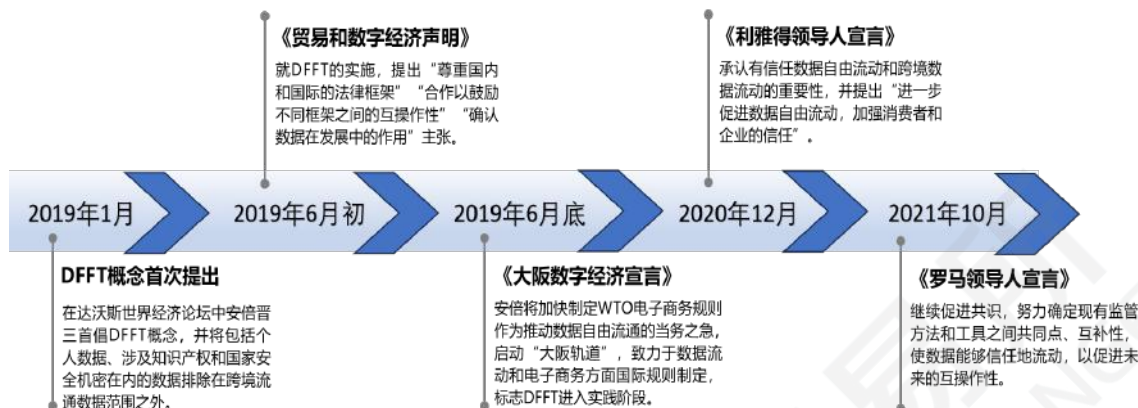 《贸易和数字经济声明》
就DFFT的实施，提出“尊重国内
和国际的法律框架”“合作以鼓励
不同框架之间的互操作性”“确认
数据在发展中的作用”主张。
《利雅得领导人宣言》
承认有信任数据自由流动和跨境数
据流动的重要性，并提出“进一步
促进数据自由流动，加强消费者和
企业的信任”。
2019年1月
2019年6月初
2019年6月底
2020年12月
2021年10月
DFFT概念首次提出
在达沃斯世界经济论坛中安倍晋
三首倡DFFT概念，并将包括个
人数据、涉及知识产权和国家安
全机密在内的数据排除在跨境流
通数据范围之外。
《大阪数字经济宣言》
安倍将加快制定WTO电子商务规则
作为推动数据自由流通的当务之急，
启动“大阪轨道”，致力于数据流
动和电子商务方面国际规则制定，
标志DFFT进入实践阶段。
《罗马领导人宣言》
继续促进共识，努力确定现有监管
方法和工具之间共同点、互补性，
使数据能够信任地流动，以促进未
来的互操作性。